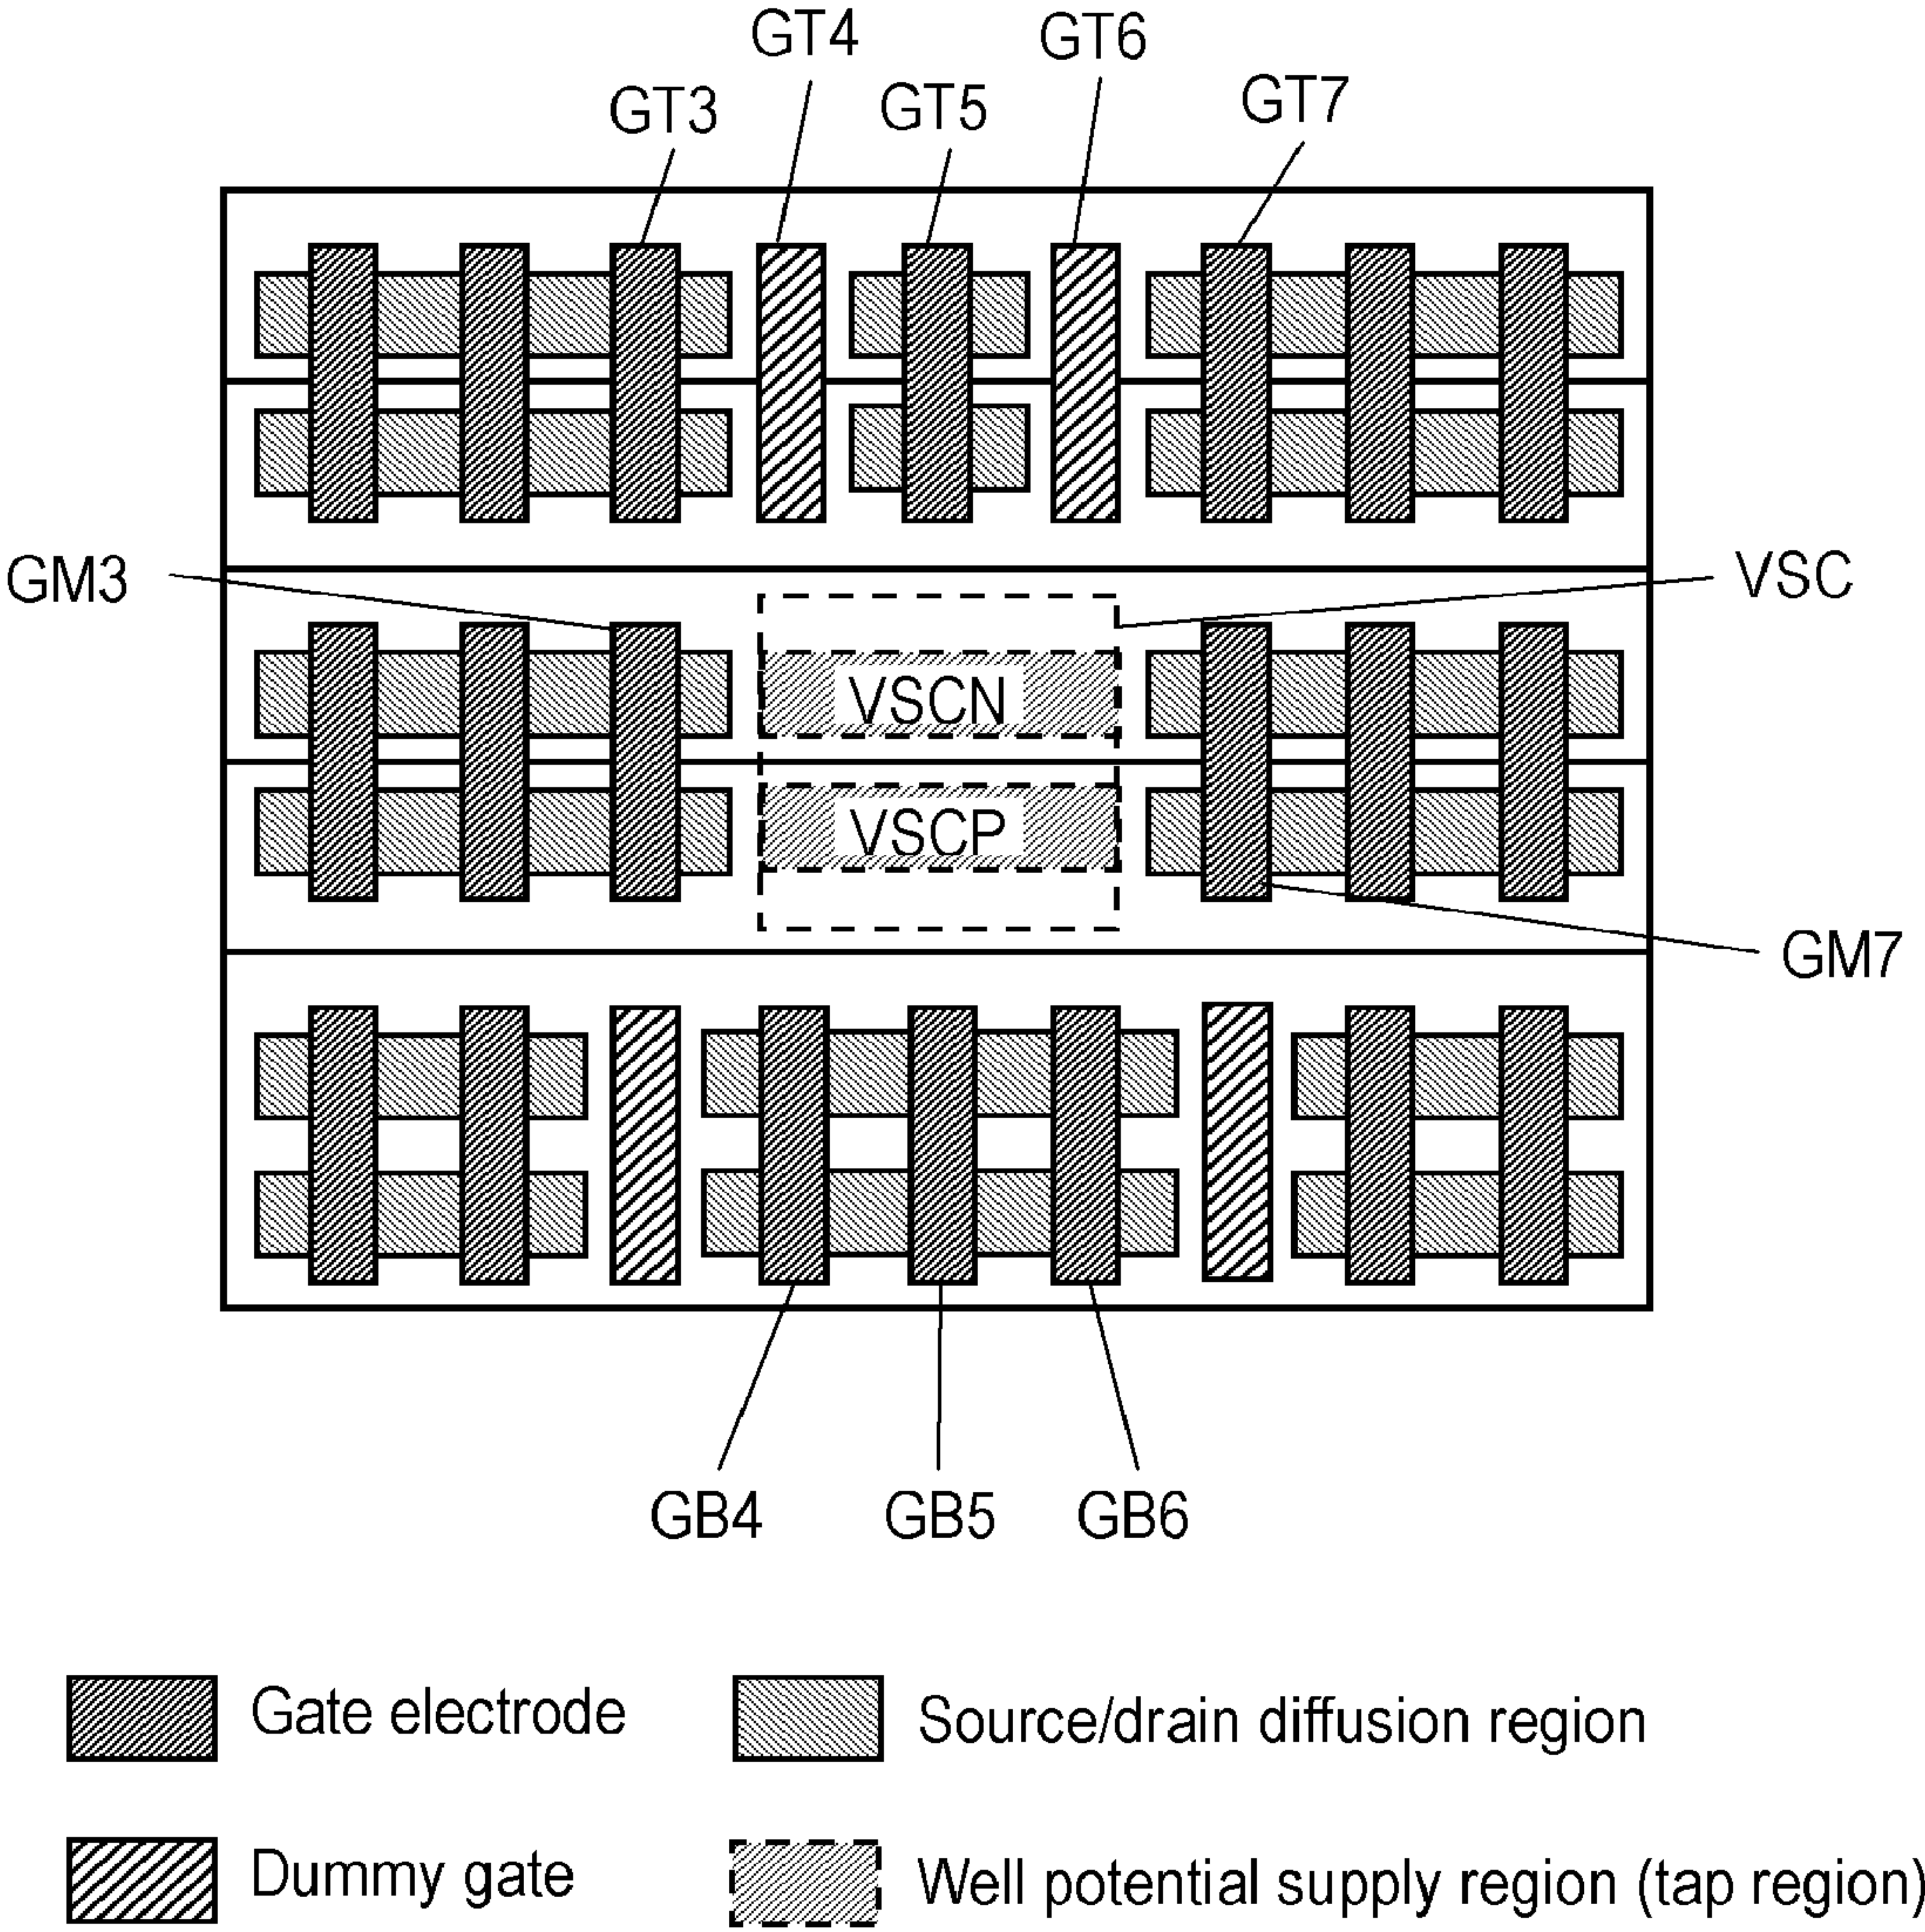 GT4
GT6
GT3
GT5
GT7
GM3
VSC
VSCN
VSCP
GM7
GB4
GB5
GB6
Gate electrode
Source/drain diffusion region
Dummy gate
Well potential supply region (tap region)